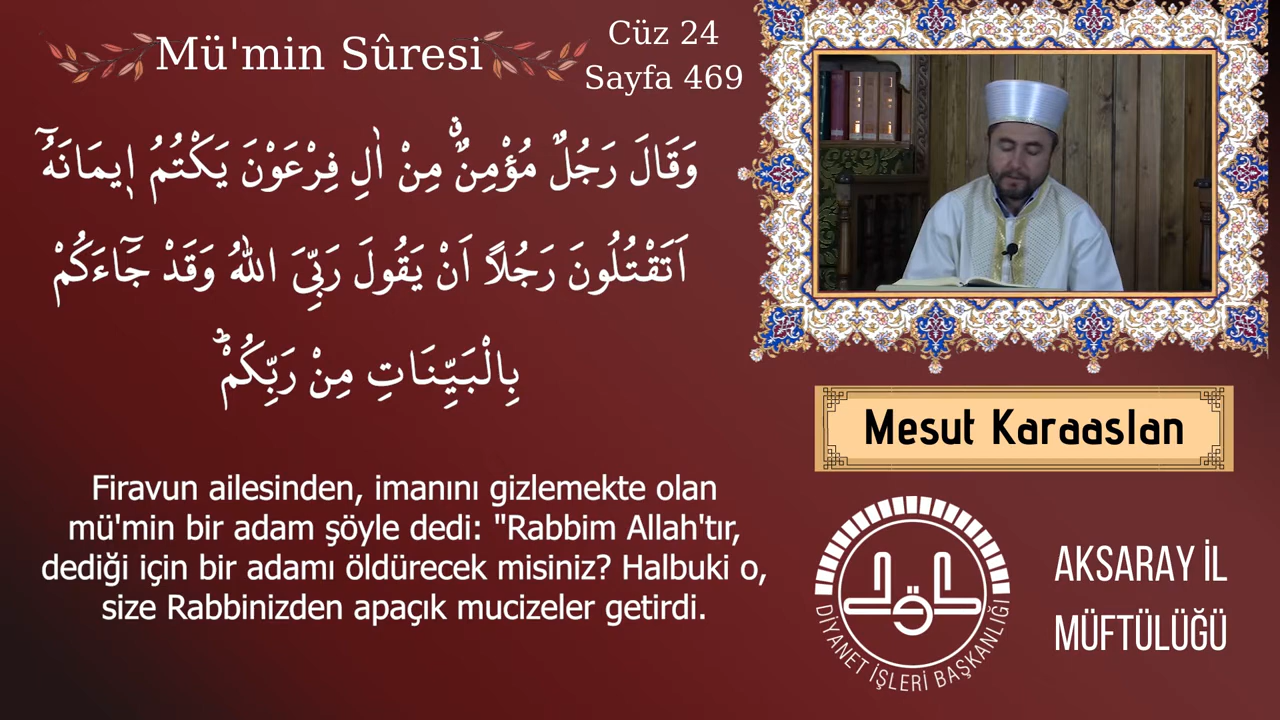 Mü'min Sûresi
Cüz 24
Sayfa 469
وَقَالَ رَجُلٌ مُؤْمِنٌۗ مِنْ اٰلِ فِرْعَوْنَ يَكْتُمُ ا۪يمَانَهُٓ
اَتَقْتُلُونَ رَجُلاً اَنْ يَقُولَ رَبِّيَ اللّٰهُ وَقَدْ جَٓاءَكُمْ
بِالْبَيِّنَاتِ مِنْ رَبِّكُمْۜ
Firavun ailesinden, imanını gizlemekte olan
mü'min bir adam şöyle dedi: "Rabbim Allah'tır,
dediği için bir adamı öldürecek misiniz? Halbuki o,
size Rabbinizden apaçık mucizeler getirdi.
Mesut Karaaslan
DİYANET İŞLERİ BAŞKANLIĞI
AKSARAY İL
MÜFTÜLÜĞÜ